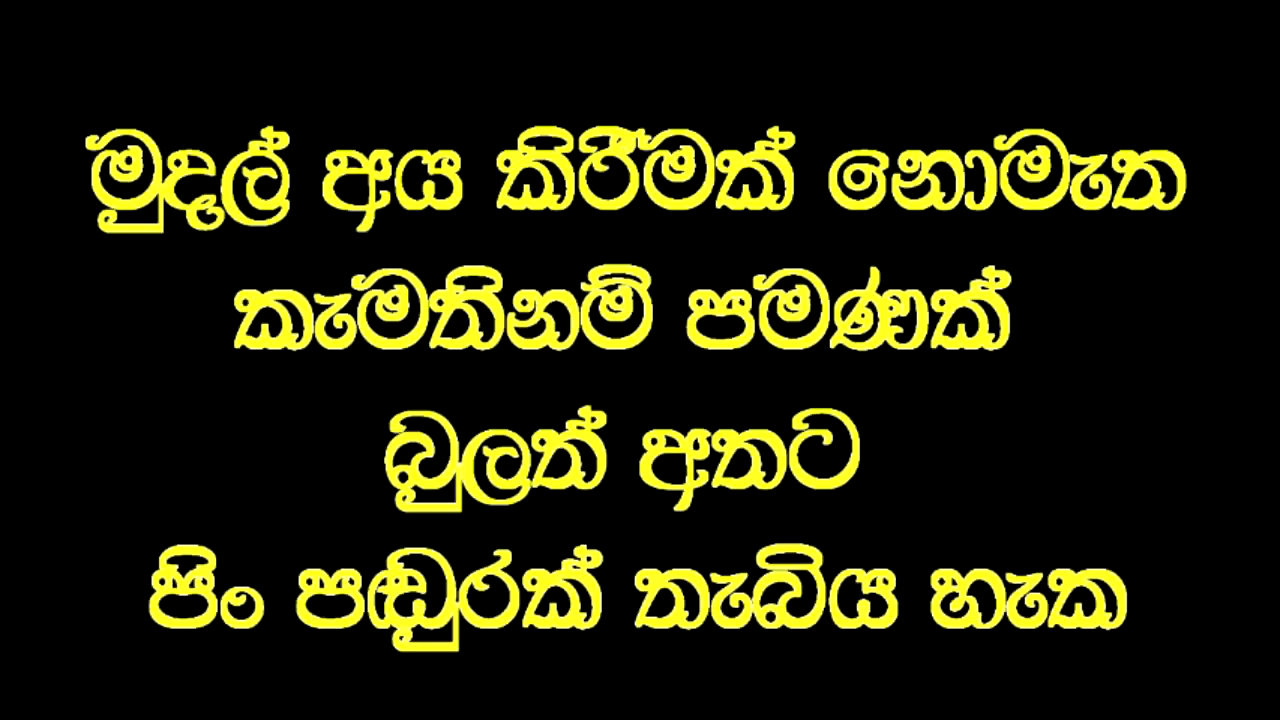 මුදල් අය කිරීමක් නොමැත
කැමතිනම් පමණක්
බුලත් අතට
පිං පඬුරක් තැබිය හැක